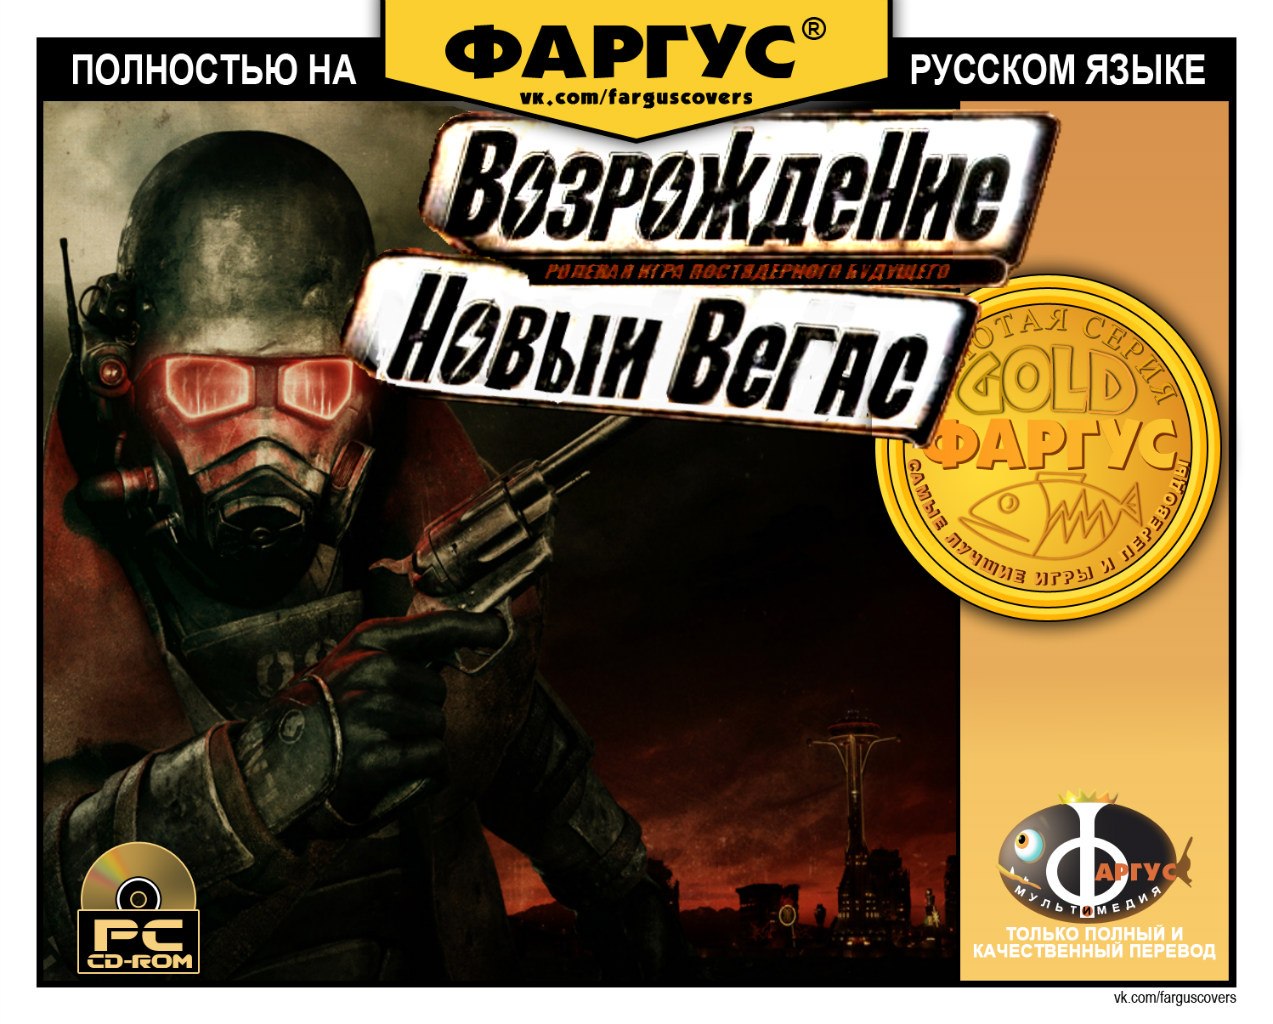 ПОЛНОСТЬЮ НА
ФАРГУС®
РУССКОМ ЯЗЫКЕ
vk.com/farguscovers
ВозрождеНие
РОЛЕВАЯ ИГРА ПОСТЯДЕРНОГО БУДУЩЕГО
Новый Вегас
ЗОЛОТАЯ СЕРИЯ
GOLD
ФАРГУС
САМЫЕ ЛУЧШИЕ ИГРЫ И ПЕРЕВОДЫ
PC
CD-ROM
ФАРГУС
МУЛЬТИМЕДИЯ
ТОЛЬКО ПОЛНЫЙ И
КАЧЕСТВЕННЫЙ ПЕРЕВОД
vk.com/farguscovers